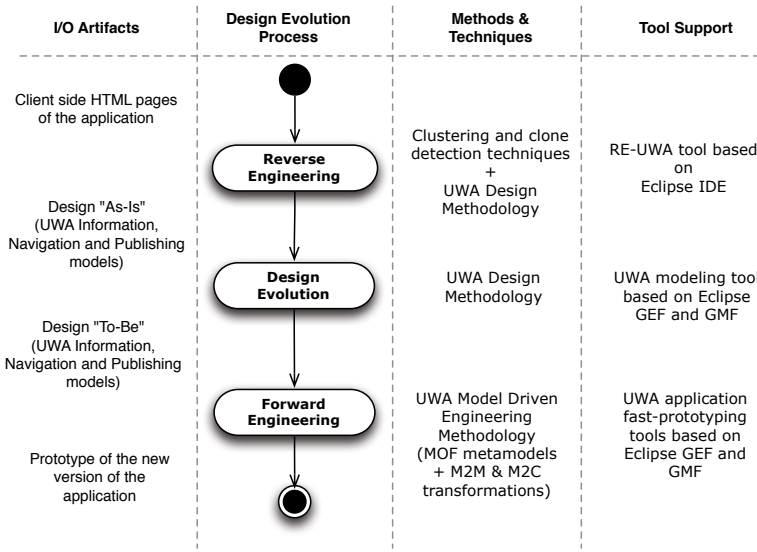 I/O Artifacts
Design Evolution
Process
Methods &
Techniques
Tool Support
Client side HTML pages
of the application
Reverse
Engineering
Clustering and clone
detection techniques
+
UWA Design
Methodology
RE-UWA tool based
on
Eclipse IDE
Design "As-Is"
(UWA Information,
Navigation and Publishing
models)
Design
Evolution
UWA Design
Methodology
UWA modeling tool
based on Eclipse
GEF and GMF
Design "To-Be"
(UWA Information,
Navigation and Publishing
models)
Forward
Engineering
UWA Model Driven
Engineering
Methodology
(MOF metamodels
+ M2M & M2C
transformations)
UWA application
fast-prototyping
tools based on
Eclipse GEF and
GMF
Prototype of the new
version of the
application